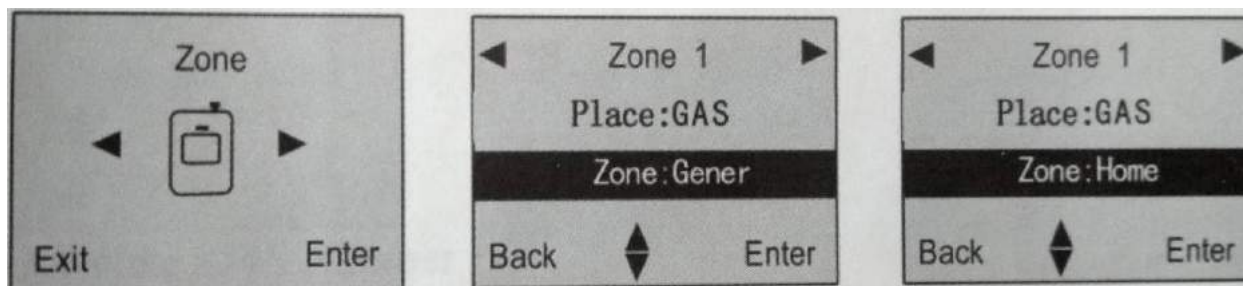 Zone
Exit Enter
Zone 1
Place:GAS
Zone:Gener
Back Enter
Zone 1
Place:GAS
Zone:Home
Back Enter